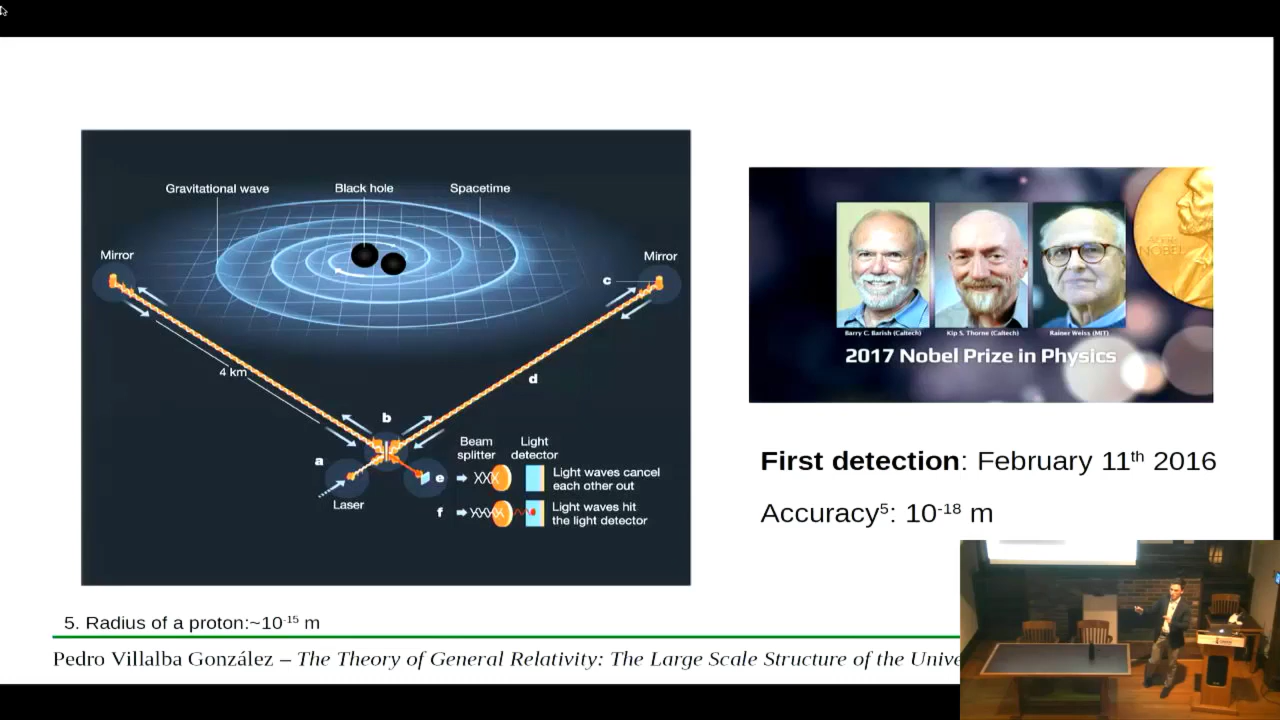 Gravitational wave
Black hole
Spacetime
Mirror
Mirror
c
4 km
d
b
a
Laser
Beam
splitter
Light
detector
e
Light waves cancel
each other out
f
Light waves hit
the light detector
NOBEL
Barry C. Barish (Caltech)
Kip S. Thorne (Caltech)
Rainer Weiss (MIT)
2017 Nobel Prize in Physics
First detection: February 11th 2016
Accuracy5: 10-18 m
5. Radius of a proton:~10-15 m
Pedro Villalba González – The Theory of General Relativity: The Large Scale Structure of the